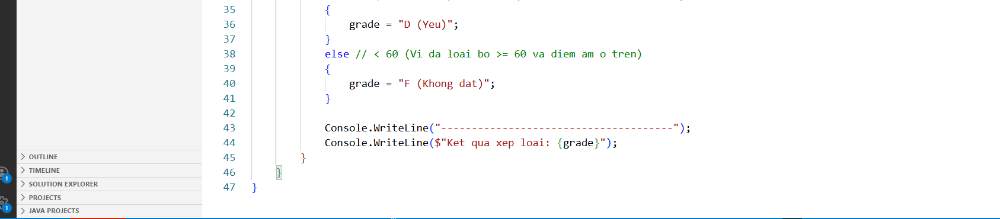 35 {
36 grade = "D (Yeu)";
37 }
38 else // < 60 (Vi da loai bo >= 60 va diem am o tren)
39 {
40 grade = "F (Khong dat)";
41 }
42
43 Console.WriteLine("--------------------------------------");
44 Console.WriteLine($"Ket qua xep loai: {grade}");
45 }
46 }
47 }
OUTLINE
TIMELINE
SOLUTION EXPLORER
PROJECTS
JAVA PROJECTS
1
1